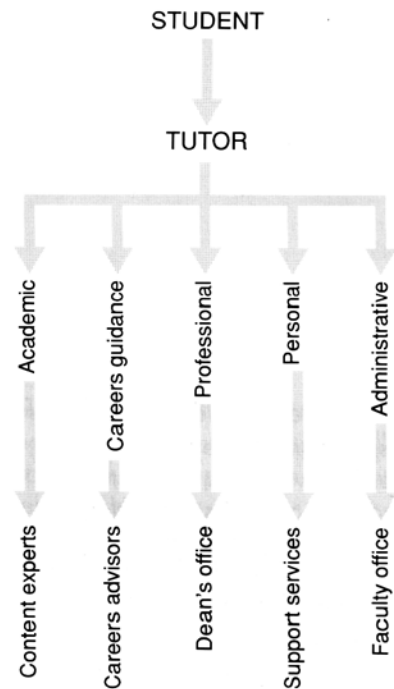 STUDENT
TUTOR
Academic
Careers guidance
Professional
Personal
Administrative
Content experts
Careers advisors
Dean's office
Support services
Faculty office